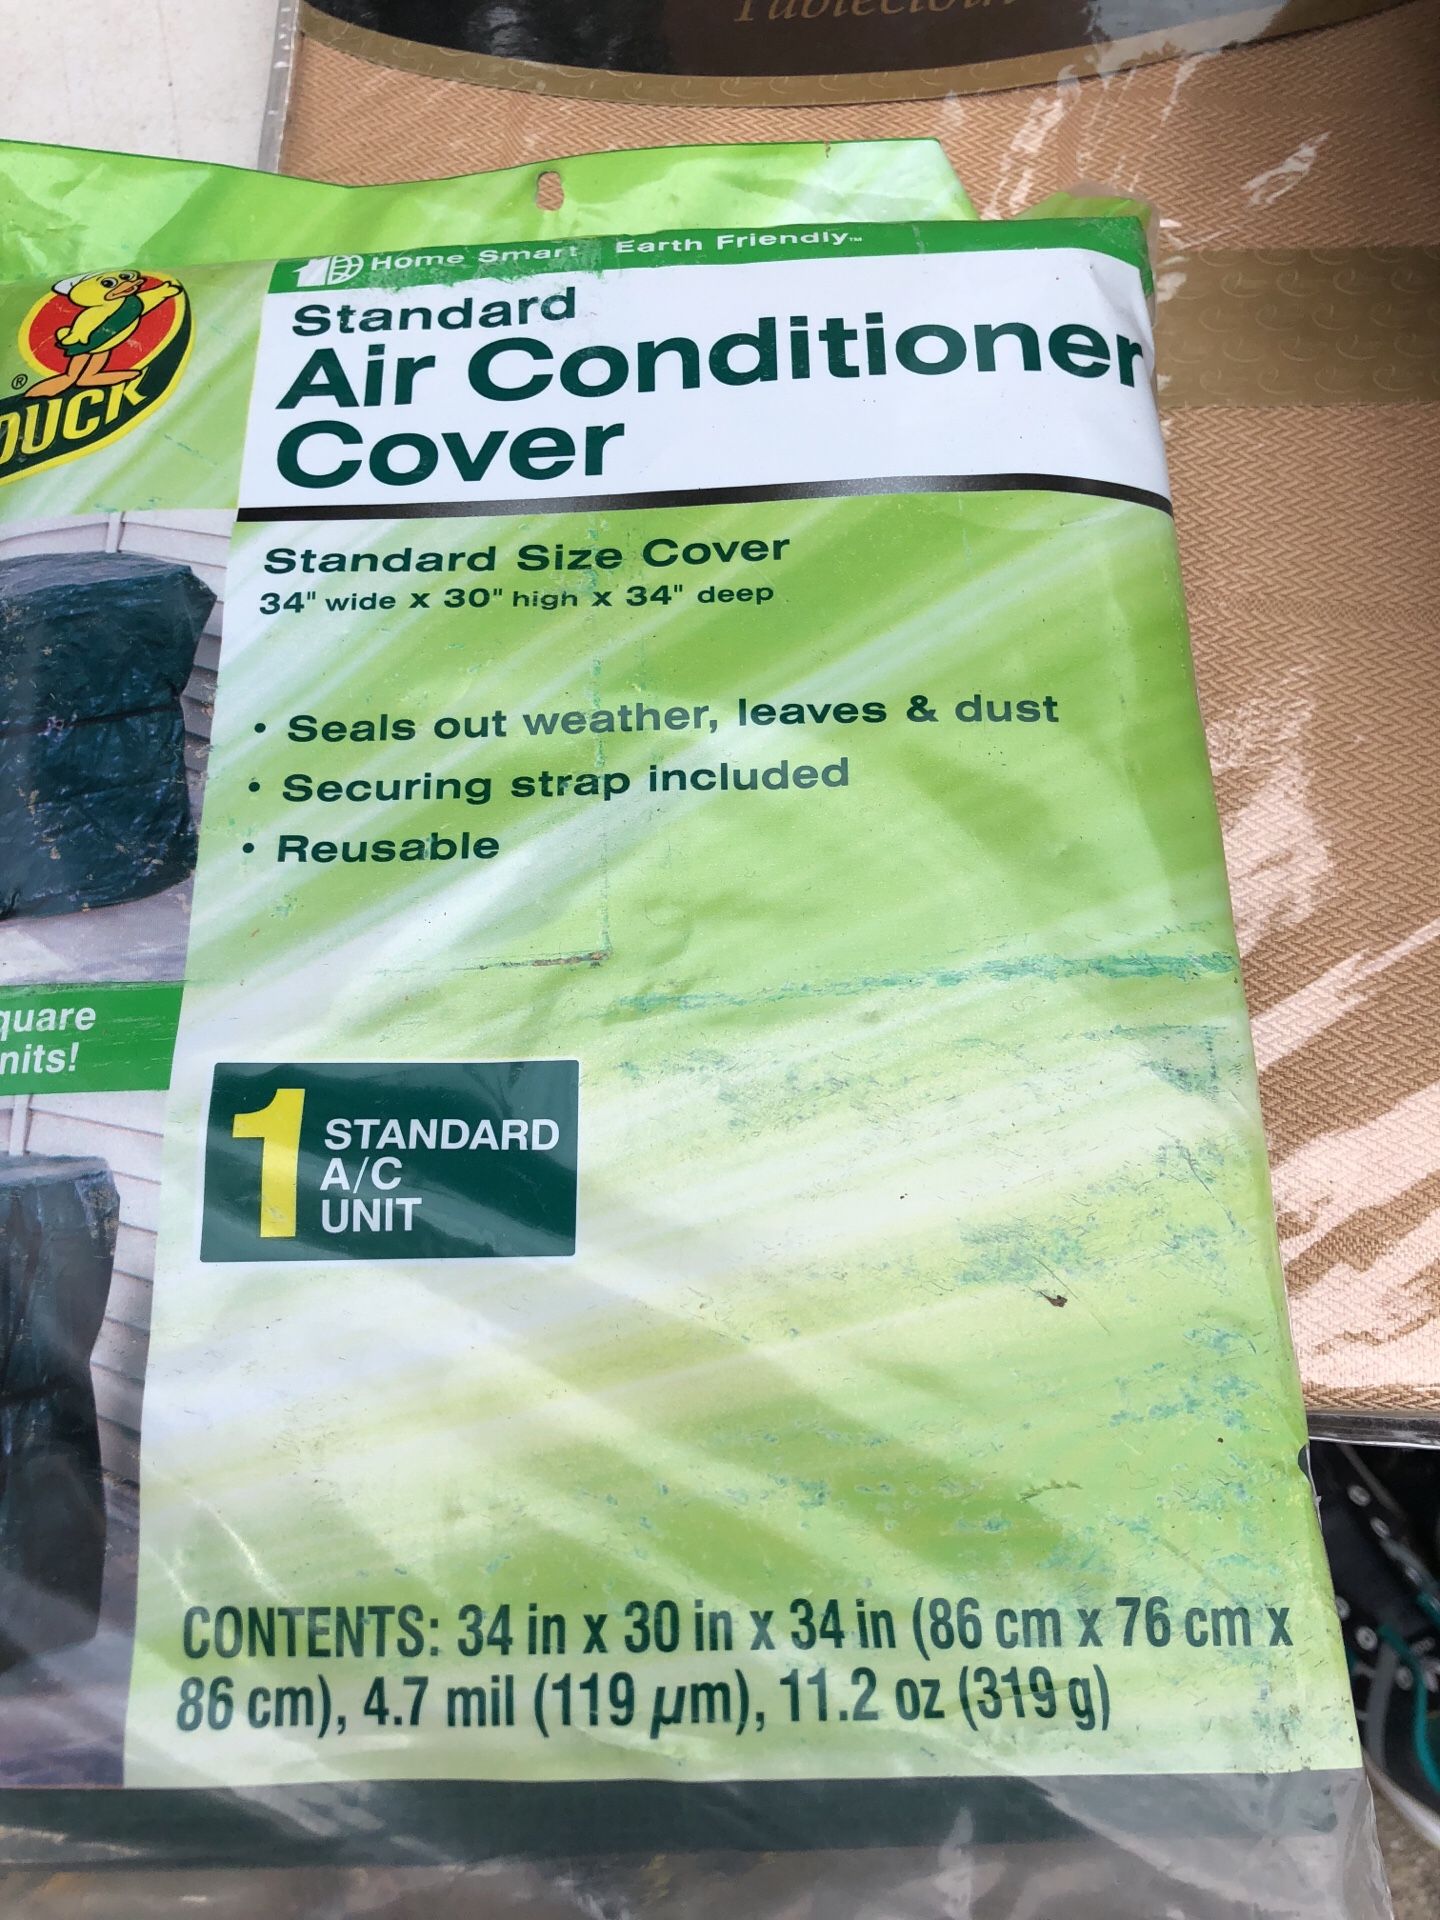 Tablecloth
Home Smart Earth Friendly™
Standard
Air Conditioner
Cover
®
DUCK
Standard Size Cover
34" wide x 30" high x 34" deep
• Seals out weather, leaves & dust
• Securing strap included
• Reusable
quare
nits!
1 STANDARD
A/C
UNIT
CONTENTS: 34 in x 30 in x 34 in (86 cm x 76 cm x
86 cm), 4.7 mil (119 µm), 11.2 oz (319 g)